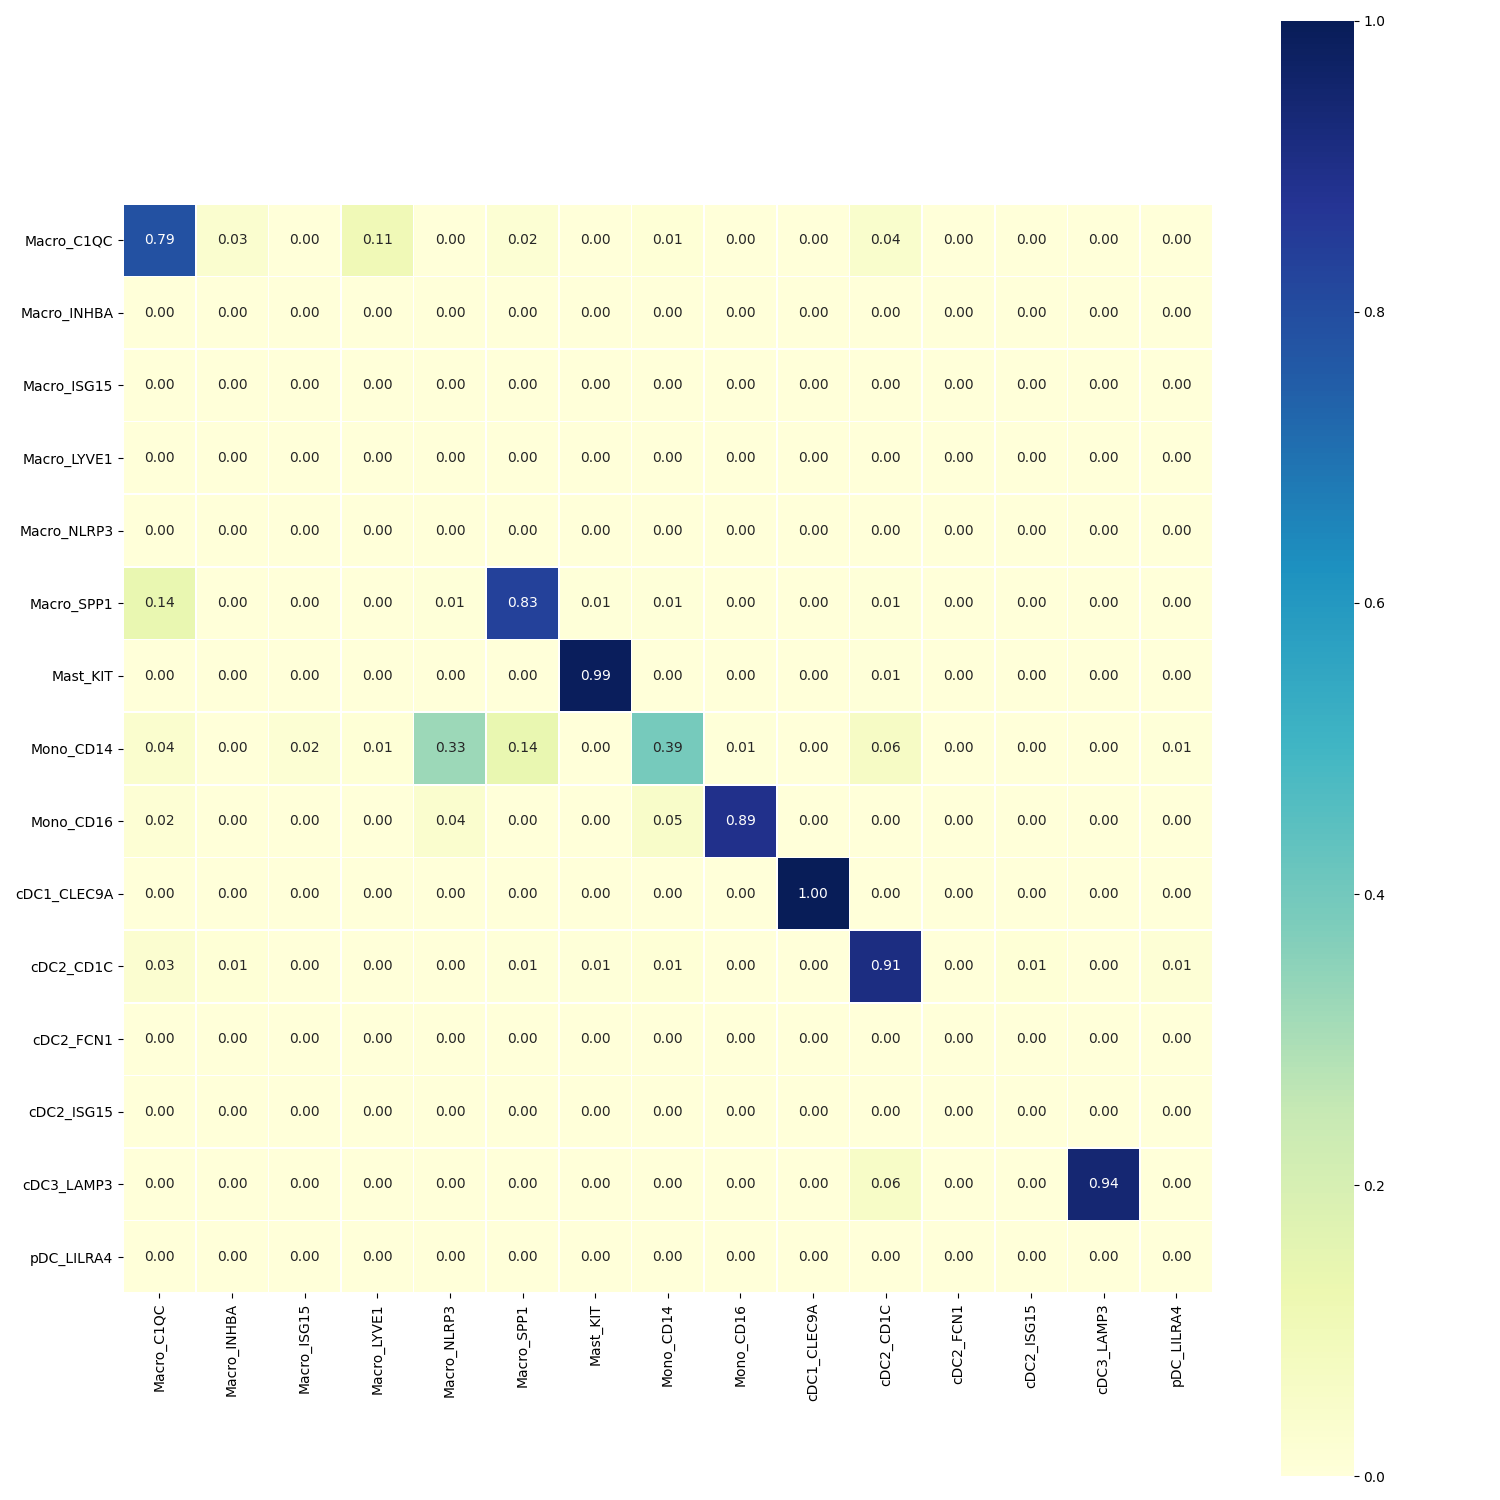 1.0
Macro_C1QC 0.79 0.03 0.00 0.11 0.00 0.02 0.00 0.01 0.00 0.00 0.04 0.00 0.00 0.00 0.00
Macro_INHBA 0.00 0.00 0.00 0.00 0.00 0.00 0.00 0.00 0.00 0.00 0.00 0.00 0.00 0.00 0.00
0.8
Macro_ISG15 0.00 0.00 0.00 0.00 0.00 0.00 0.00 0.00 0.00 0.00 0.00 0.00 0.00 0.00 0.00
Macro_LYVE1 0.00 0.00 0.00 0.00 0.00 0.00 0.00 0.00 0.00 0.00 0.00 0.00 0.00 0.00 0.00
Macro_NLRP3 0.00 0.00 0.00 0.00 0.00 0.00 0.00 0.00 0.00 0.00 0.00 0.00 0.00 0.00 0.00
Macro_SPP1 0.14 0.00 0.00 0.00 0.01 0.83 0.01 0.01 0.00 0.00 0.01 0.00 0.00 0.00 0.00
0.6
Mast_KIT 0.00 0.00 0.00 0.00 0.00 0.00 0.99 0.00 0.00 0.00 0.01 0.00 0.00 0.00 0.00
Mono_CD14 0.04 0.00 0.02 0.01 0.33 0.14 0.00 0.39 0.01 0.00 0.06 0.00 0.00 0.00 0.01
Mono_CD16 0.02 0.00 0.00 0.00 0.04 0.00 0.00 0.05 0.89 0.00 0.00 0.00 0.00 0.00 0.00
cDC1_CLEC9A 0.00 0.00 0.00 0.00 0.00 0.00 0.00 0.00 0.00 1.00 0.00 0.00 0.00 0.00 0.00
0.4
cDC2_CD1C 0.03 0.01 0.00 0.00 0.00 0.01 0.01 0.01 0.00 0.00 0.91 0.00 0.01 0.00 0.01
cDC2_FCN1 0.00 0.00 0.00 0.00 0.00 0.00 0.00 0.00 0.00 0.00 0.00 0.00 0.00 0.00 0.00
cDC2_ISG15 0.00 0.00 0.00 0.00 0.00 0.00 0.00 0.00 0.00 0.00 0.00 0.00 0.00 0.00 0.00
cDC3_LAMP3 0.00 0.00 0.00 0.00 0.00 0.00 0.00 0.00 0.00 0.00 0.06 0.00 0.00 0.94 0.00
0.2
pDC_LILRA4 0.00 0.00 0.00 0.00 0.00 0.00 0.00 0.00 0.00 0.00 0.00 0.00 0.00 0.00 0.00
Macro_C1QC
Macro_INHBA
Macro_ISG15
Macro_LYVE1
Macro_NLRP3
Macro_SPP1
Mast_KIT
Mono_CD14
Mono_CD16
cDC1_CLEC9A
cDC2_CD1C
cDC2_FCN1
cDC2_ISG15
cDC3_LAMP3
pDC_LILRA4
0.0